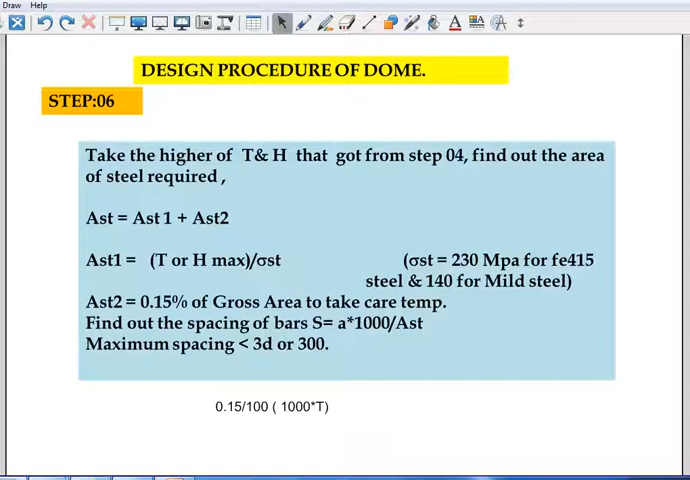 Draw Help
DESIGN PROCEDURE OF DOME.
STEP:06
Take the higher of T& H that got from step 04, find out the area
of steel required ,
Ast = Ast 1 + Ast2
Ast1 = (T or H max)/σst (σst = 230 Mpa for fe415
steel & 140 for Mild steel)
Ast2 = 0.15% of Gross Area to take care temp.
Find out the spacing of bars S= a*1000/Ast
Maximum spacing < 3d or 300.
0.15/100 ( 1000*T)